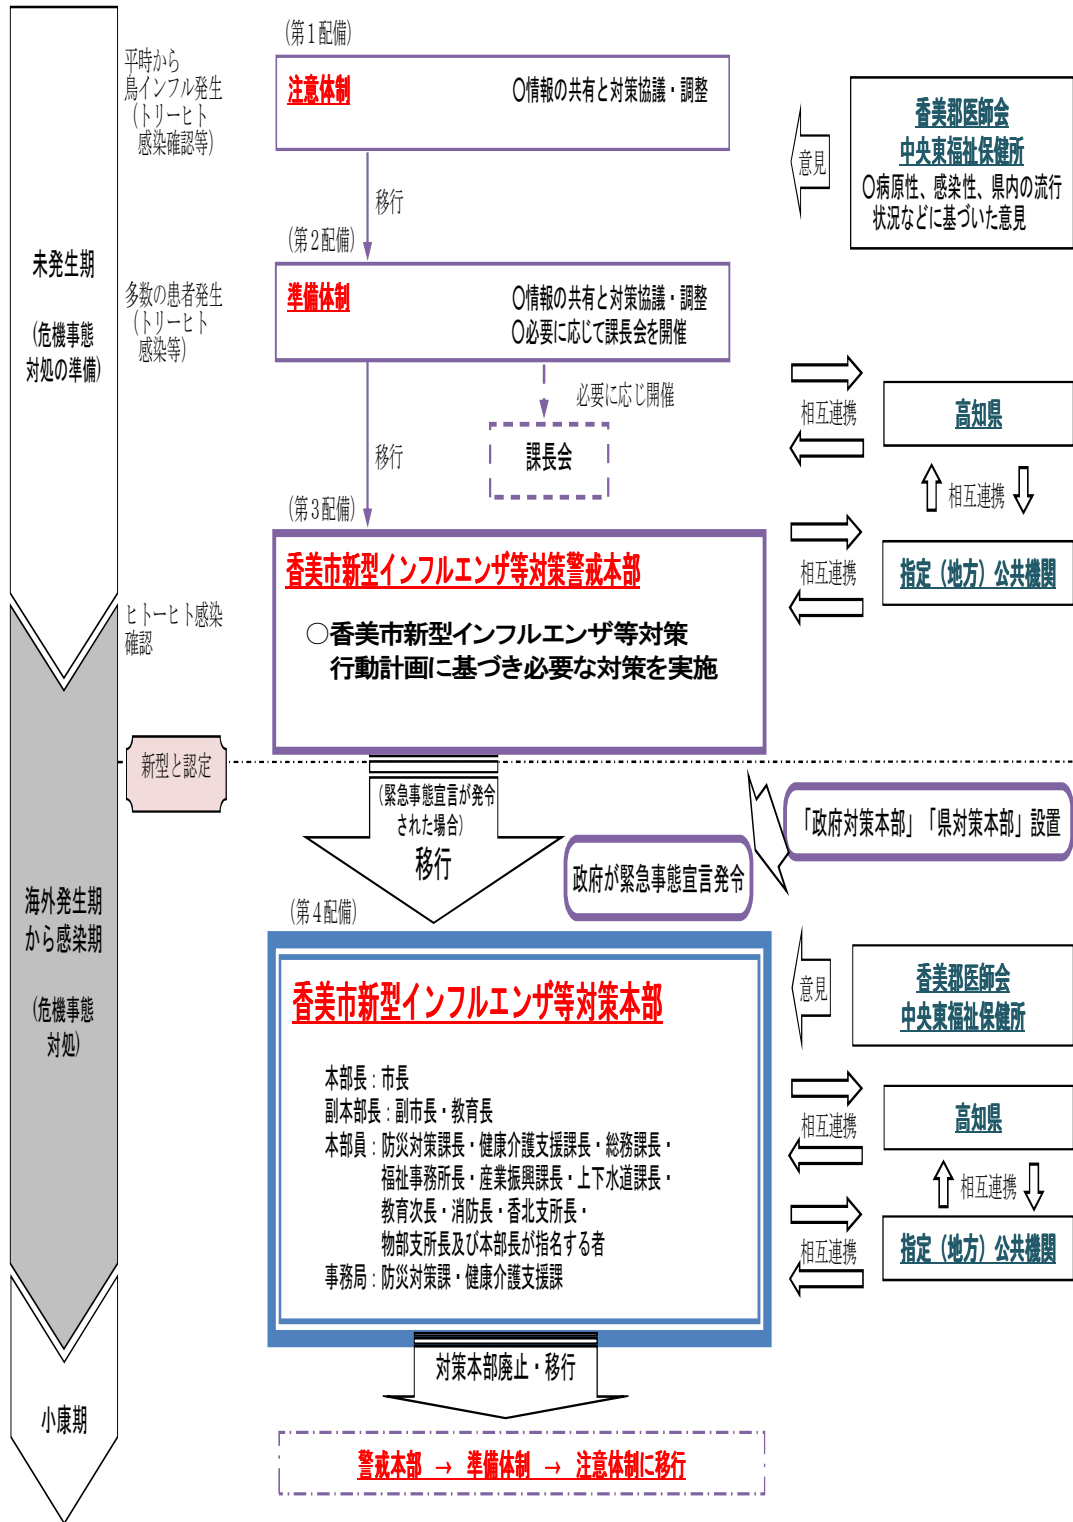 (第1配備)
平時から
鳥インフル発生
(トリーヒト
感染確認等)
注意体制
○情報の共有と対策協議・調整
意見
香美郡医師会
中央東福祉保健所
○病原性、感染性、県内の流行
状況などに基づいた意見
移行
(第2配備)
未発生期
(危機事態
対処の準備)
多数の患者発生
(トリーヒト
感染等)
準備体制
○情報の共有と対策協議・調整
○必要に応じて課長会を開催
必要に応じ開催
課長会
移行
相互連携
高知県
相互連携
(第3配備)
香美市新型インフルエンザ等対策警戒本部
○香美市新型インフルエンザ等対策
行動計画に基づき必要な対策を実施
相互連携
指定(地方)公共機関
ヒトーヒト感染
確認
新型と認定
(緊急事態宣言が発令
された場合)
移行
「政府対策本部」「県対策本部」設置
政府が緊急事態宣言発令
海外発生期
から感染期
(危機事態
対処)
(第4配備)
香美市新型インフルエンザ等対策本部
本部長:市長
副本部長:副市長・教育長
本部員:防災対策課長・健康介護支援課長・総務課長・
福祉事務所長・産業振興課長・上下水道課長・
教育次長・消防長・香北支所長・
物部支所長及び本部長が指名する者
事務局:防災対策課・健康介護支援課
意見
香美郡医師会
中央東福祉保健所
相互連携
高知県
相互連携
相互連携
指定(地方)公共機関
対策本部廃止・移行
小康期
警戒本部 → 準備体制 → 注意体制に移行